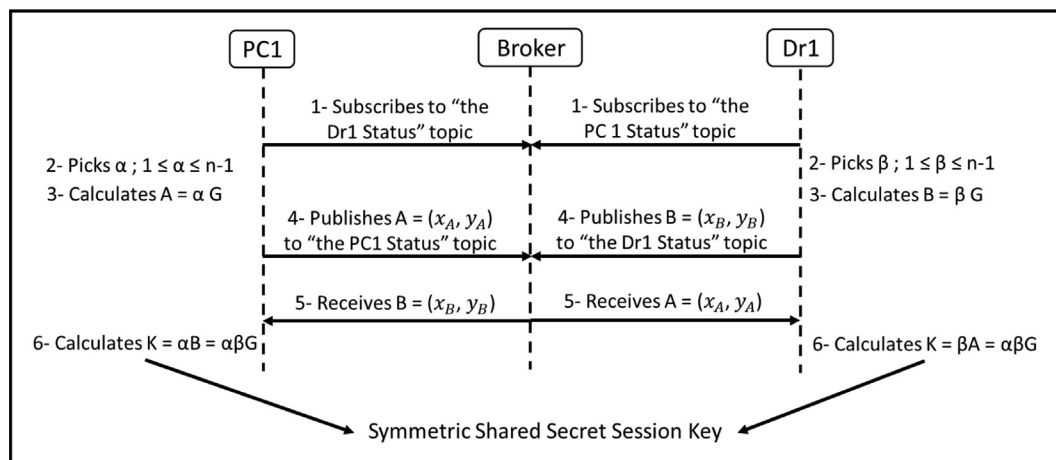 PC1
Broker
Dr1
1- Subscribes to “the
Dr1 Status” topic
1- Subscribes to “the
PC 1 Status” topic
2- Picks α ; 1 ≤ α ≤ n-1
3- Calculates A = α G
2- Picks β ; 1 ≤ β ≤ n-1
3- Calculates B = β G
4- Publishes A = (x_A, y_A)
to “the PC1 Status” topic
4- Publishes B = (x_B, y_B)
to “the Dr1 Status” topic
5- Receives B = (x_B, y_B)
5- Receives A = (x_A, y_A)
6- Calculates K = αB = αβG
6- Calculates K = βA = αβG
Symmetric Shared Secret Session Key